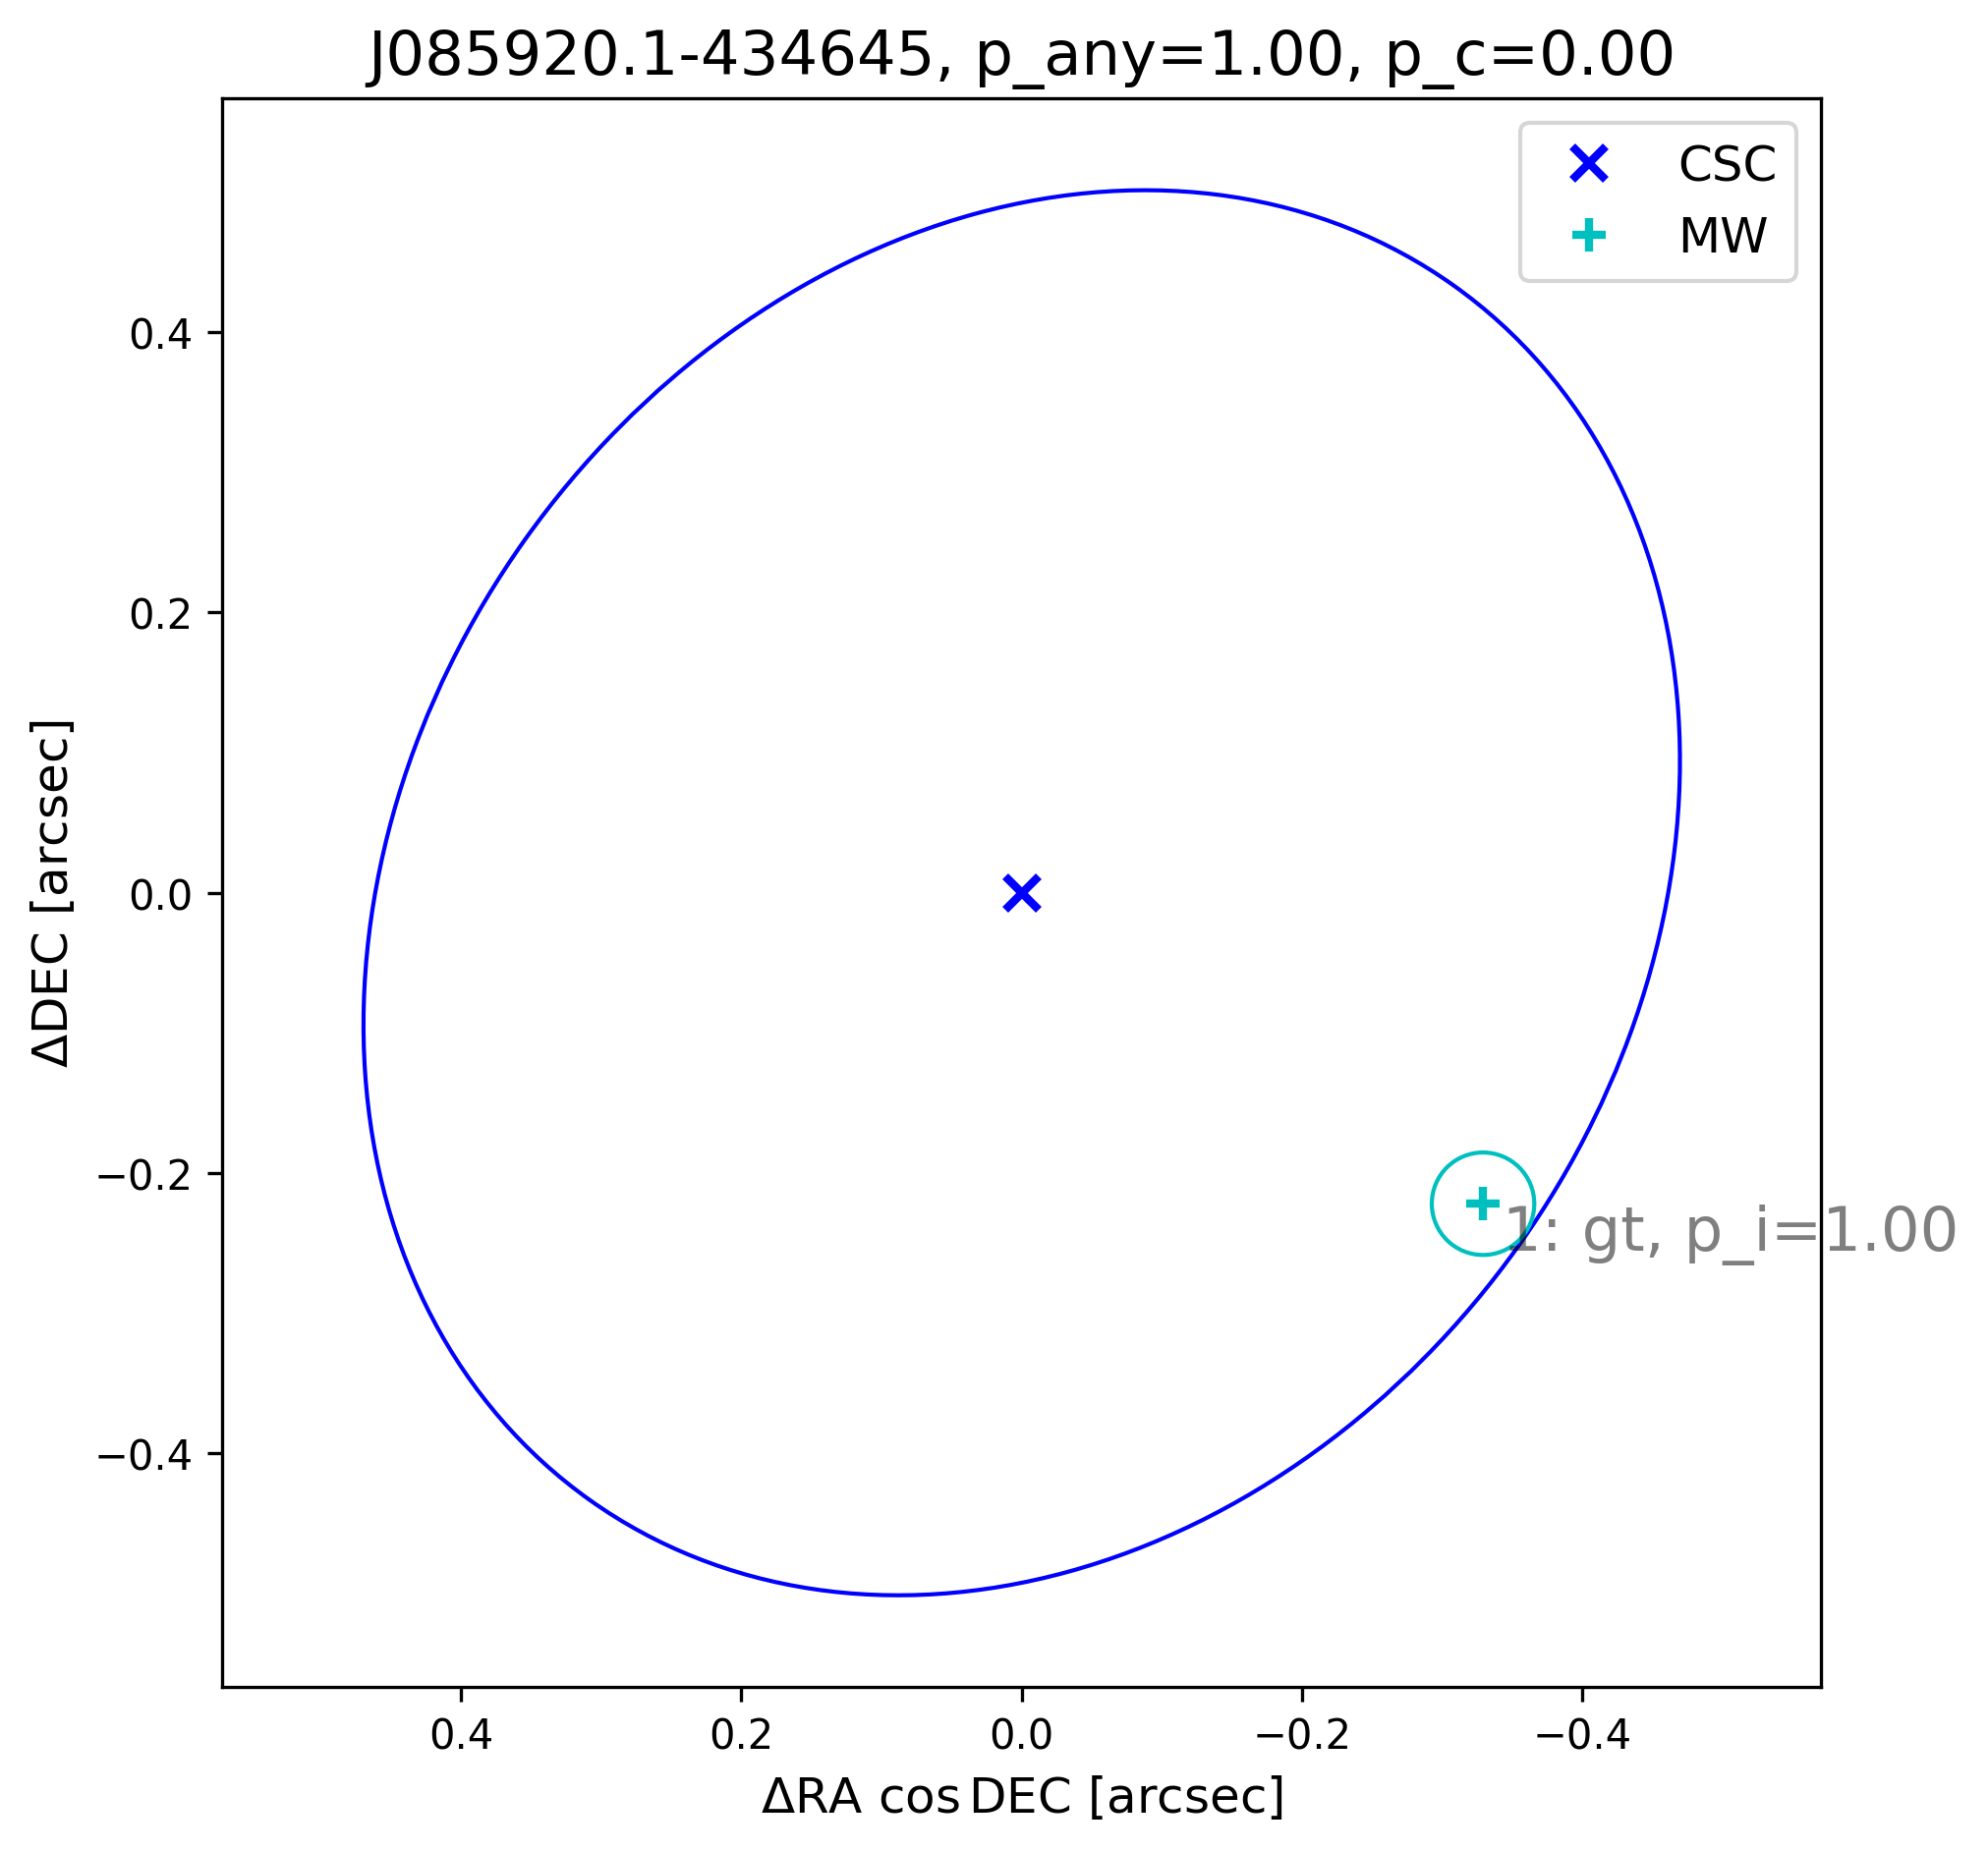 J085920.1-434645, p_any=1.00, p_c=0.00
CSC
MW
0.4
0.2
0.0
−0.2
−0.4
ΔDEC [arcsec]
1: gt, p_i=1.00
0.4 0.2 0.0 −0.2 −0.4
ΔRA cos DEC [arcsec]